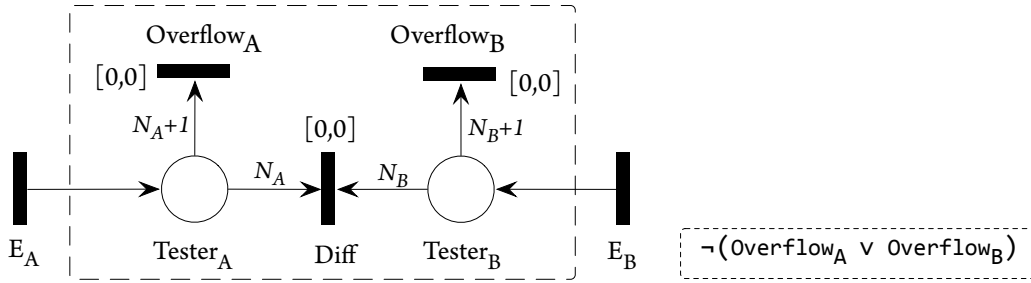 Overflow_A
Overflow_B
[0,0]
[0,0]
N_A+1
[0,0]
N_B+1
N_A
N_B
E_A
Tester_A
Diff
Tester_B
E_B
¬(Overflow_A ∨ Overflow_B)